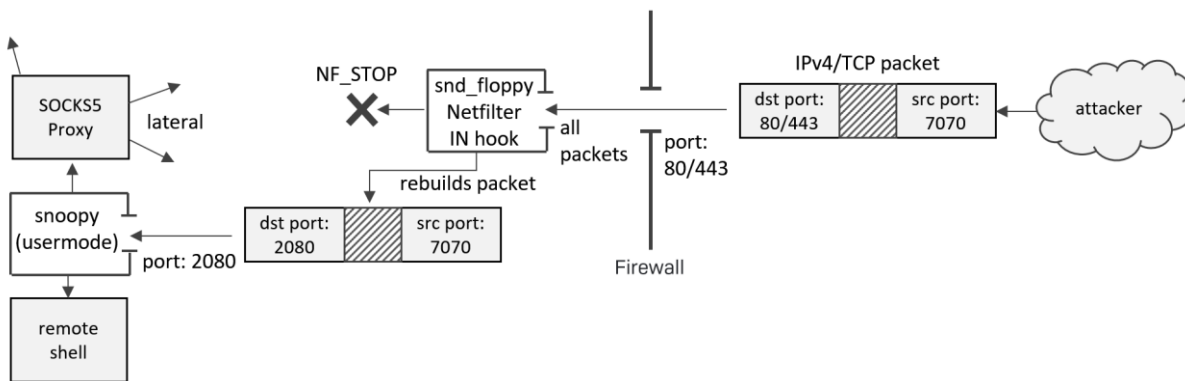 IPv4/TCP packet
NF_STOP
snd_floppy
Netfilter
IN hook
dst port:
80/443
src port:
7070
attacker
SOCKS5
Proxy
lateral
all
packets
port:
80/443
rebuilds packet
snoopy
(usermode)
port: 2080
dst port:
2080
src port:
7070
Firewall
remote
shell